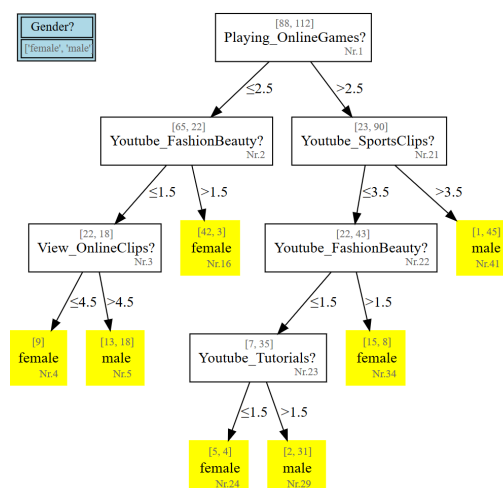 Gender?
['female', 'male']
[88, 112]
Playing_OnlineGames?
Nr.1
≤2.5
>2.5
[65, 22]
Youtube_FashionBeauty?
Nr.2
[23, 90]
Youtube_SportsClips?
Nr.21
≤1.5
>1.5
≤3.5
>3.5
[22, 18]
View_OnlineClips?
Nr.3
[42, 3]
female
Nr.16
[22, 43]
Youtube_FashionBeauty?
Nr.22
[1, 45]
male
Nr.41
≤4.5
>4.5
≤1.5
>1.5
[9]
female
Nr.4
[13, 18]
male
Nr.5
[7, 35]
Youtube_Tutorials?
Nr.23
[15, 8]
female
Nr.34
≤1.5
>1.5
[5, 4]
female
Nr.24
[2, 31]
male
Nr.29